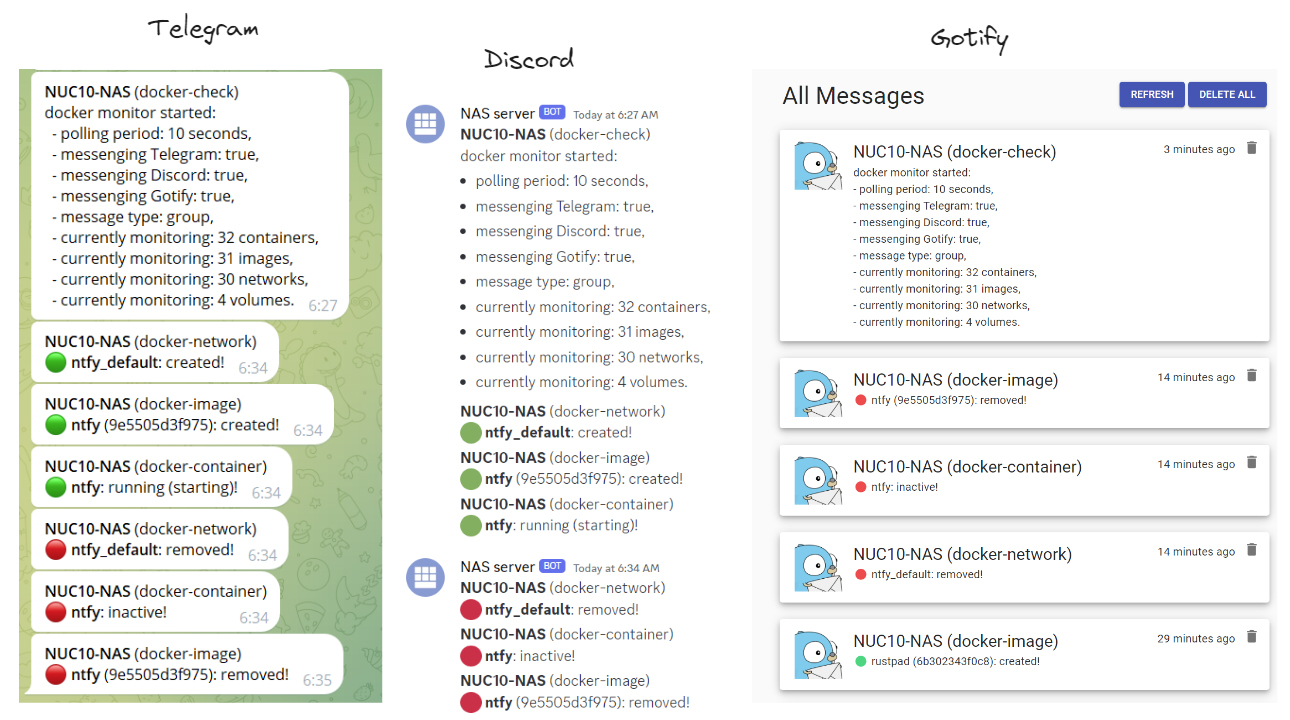 Telegram
NUC10-NAS (docker-check)
docker monitor started:
- polling period: 10 seconds,
- messenging Telegram: true,
- messenging Discord: true,
- messenging Gotify: true,
- message type: group,
- currently monitoring: 32 containers,
- currently monitoring: 31 images,
- currently monitoring: 30 networks,
- currently monitoring: 4 volumes. 6:27
NUC10-NAS (docker-network)
ntfy_default: created! 6:34
NUC10-NAS (docker-image)
ntfy (9e5505d3f975): created! 6:34
NUC10-NAS (docker-container)
ntfy: running (starting)! 6:34
NUC10-NAS (docker-network)
ntfy_default: removed! 6:34
NUC10-NAS (docker-container)
ntfy: inactive! 6:34
NUC10-NAS (docker-image)
ntfy (9e5505d3f975): removed! 6:35
Discord
NAS server BOT Today at 6:27 AM
NUC10-NAS (docker-check)
docker monitor started:
• polling period: 10 seconds,
• messenging Telegram: true,
• messenging Discord: true,
• messenging Gotify: true,
• message type: group,
• currently monitoring: 32 containers,
• currently monitoring: 31 images,
• currently monitoring: 30 networks,
• currently monitoring: 4 volumes.
NUC10-NAS (docker-network)
ntfy_default: created!
NUC10-NAS (docker-image)
ntfy (9e5505d3f975): created!
NUC10-NAS (docker-container)
ntfy: running (starting)!
NAS server BOT Today at 6:34 AM
NUC10-NAS (docker-network)
ntfy_default: removed!
NUC10-NAS (docker-container)
ntfy: inactive!
NUC10-NAS (docker-image)
ntfy (9e5505d3f975): removed!
Gotify
All Messages REFRESH DELETE ALL
NUC10-NAS (docker-check) 3 minutes ago
docker monitor started:
- polling period: 10 seconds,
- messenging Telegram: true,
- messenging Discord: true,
- messenging Gotify: true,
- message type: group,
- currently monitoring: 32 containers,
- currently monitoring: 31 images,
- currently monitoring: 30 networks,
- currently monitoring: 4 volumes.
NUC10-NAS (docker-image) 14 minutes ago
ntfy (9e5505d3f975): removed!
NUC10-NAS (docker-container) 14 minutes ago
ntfy: inactive!
NUC10-NAS (docker-network) 14 minutes ago
ntfy_default: removed!
NUC10-NAS (docker-image) 29 minutes ago
rustpad (6b302343f0c8): created!